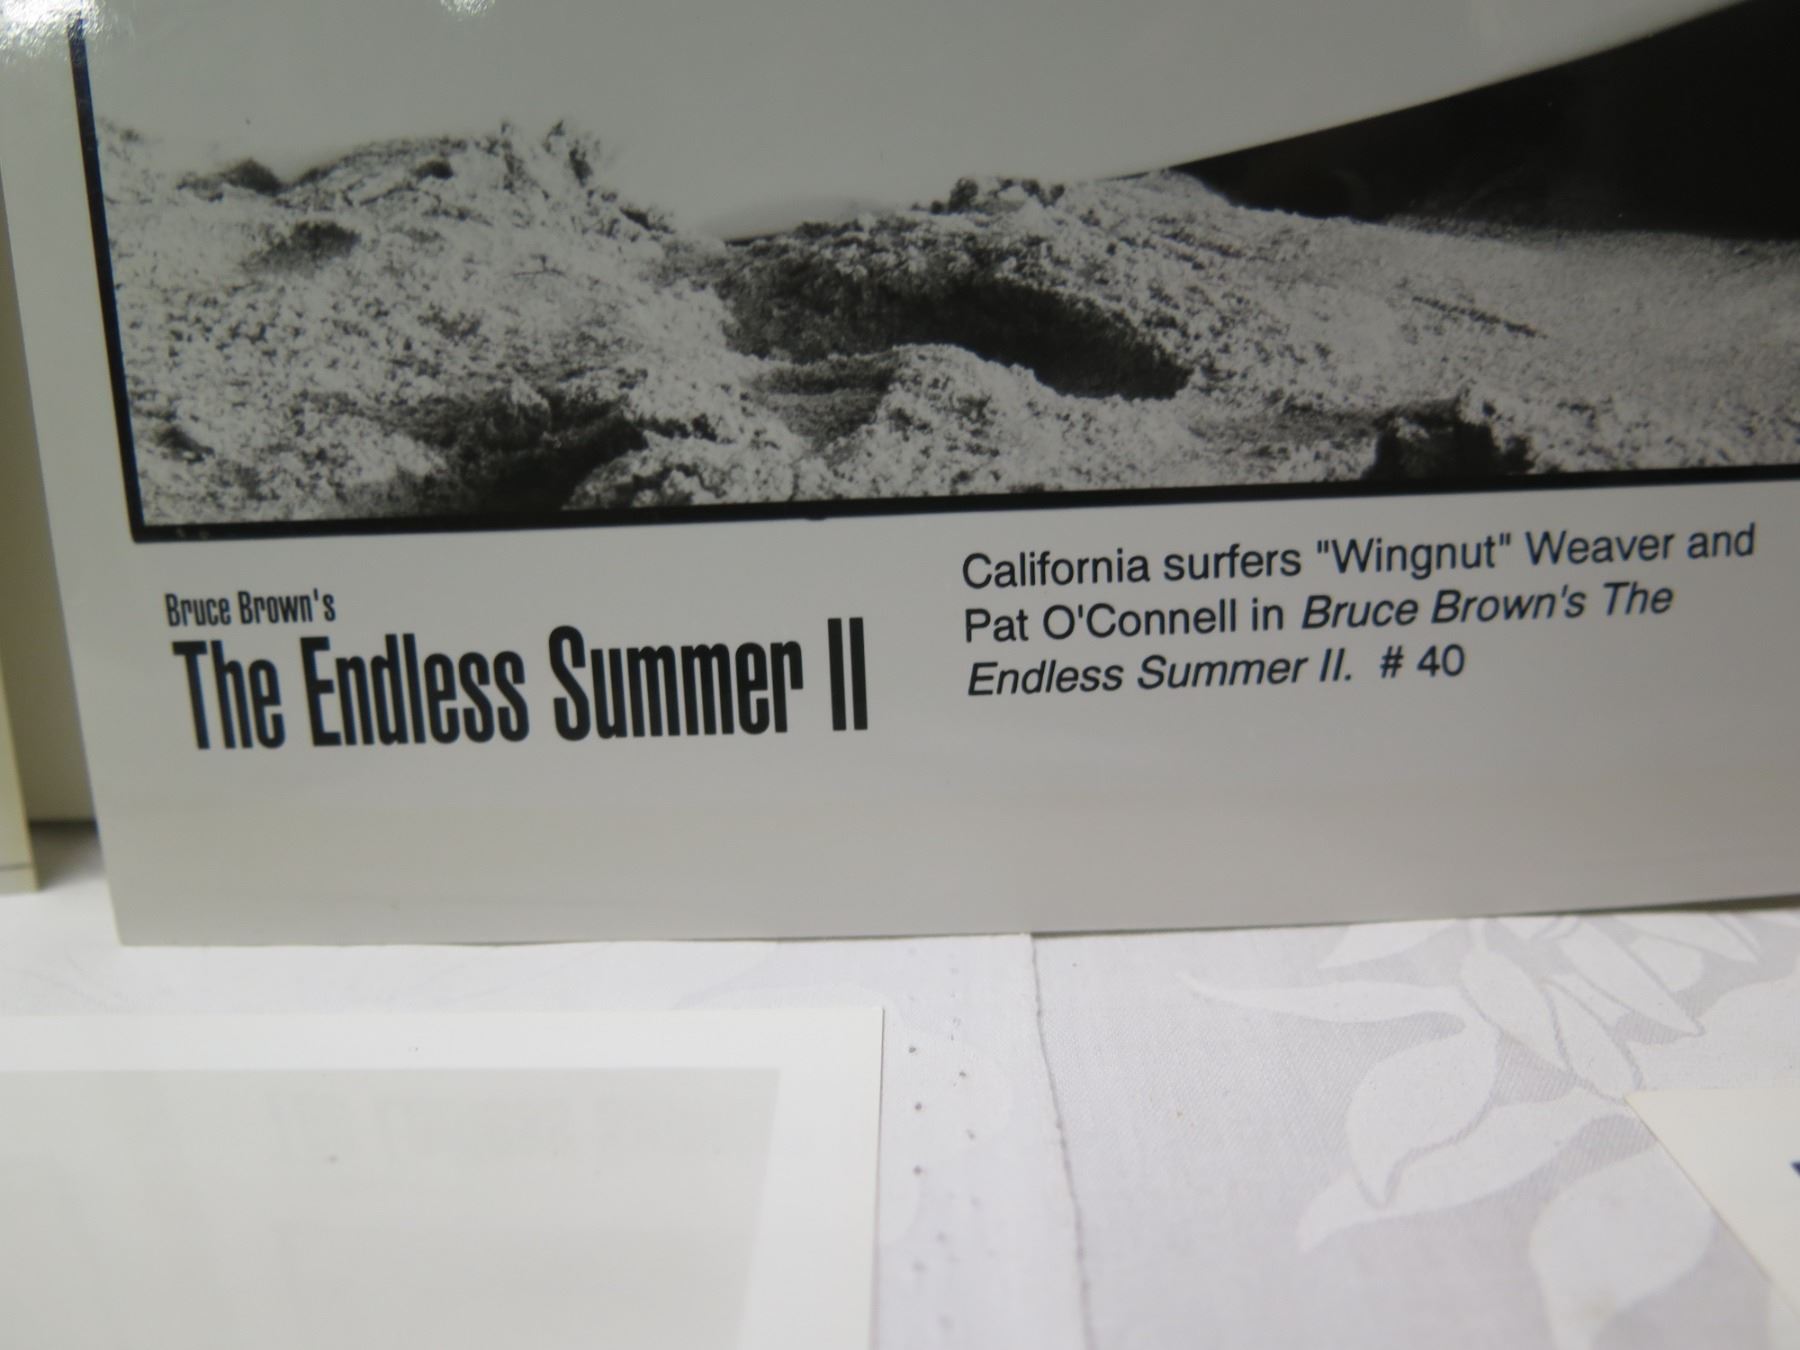 Bruce Brown's
The Endless Summer II
California surfers "Wingnut" Weaver and
Pat O'Connell in Bruce Brown's The
Endless Summer II.  # 40